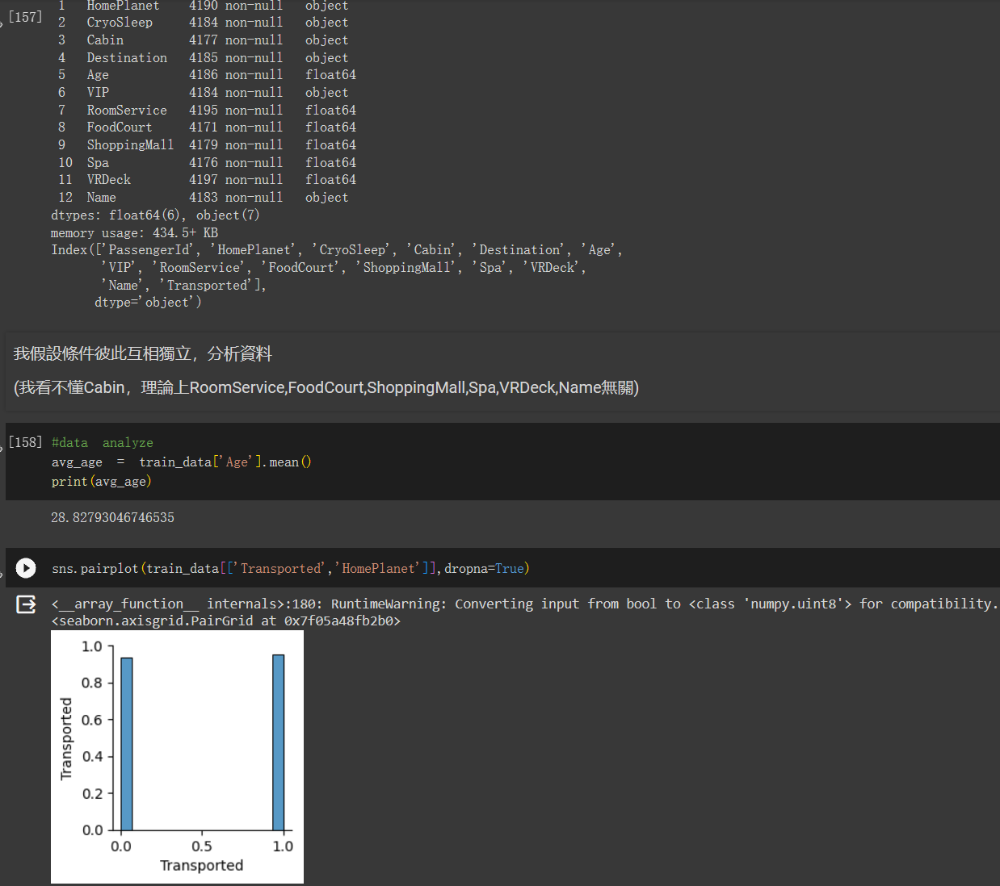 1 HomePlanet 4190 non-null object
[157]
2 CryoSleep 4184 non-null object
3 Cabin 4177 non-null object
4 Destination 4185 non-null object
5 Age 4186 non-null float64
6 VIP 4184 non-null object
7 RoomService 4195 non-null float64
8 FoodCourt 4171 non-null float64
9 ShoppingMall 4179 non-null float64
10 Spa 4176 non-null float64
11 VRDeck 4197 non-null float64
12 Name 4183 non-null object
dtypes: float64(6), object(7)
memory usage: 434.5+ KB
Index(['PassengerId', 'HomePlanet', 'CryoSleep', 'Cabin', 'Destination', 'Age',
'VIP', 'RoomService', 'FoodCourt', 'ShoppingMall', 'Spa', 'VRDeck',
'Name', 'Transported'],
dtype='object')
我假設條件彼此互相獨立，分析資料
(我看不懂Cabin，理論上RoomService,FoodCourt,ShoppingMall,Spa,VRDeck,Name無關)
[158] #data analyze
avg_age = train_data['Age'].mean()
print(avg_age)
28.82793046746535
sns.pairplot(train_data[['Transported','HomePlanet']],dropna=True)
<__array_function__ internals>:180: RuntimeWarning: Converting input from bool to <class 'numpy.uint8'> for compatibility.
<seaborn.axisgrid.PairGrid at 0x7f05a48fb2b0>
1.0
0.8
0.6
0.4
0.2
0.0
Transported
0.0 0.5 1.0
Transported